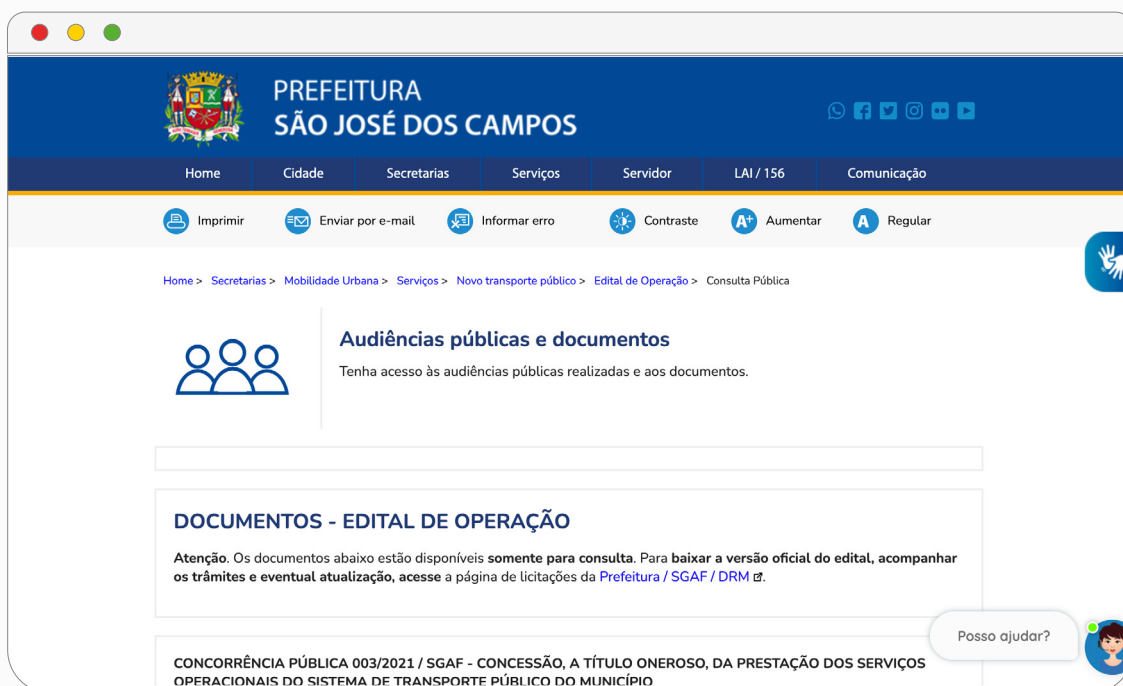 PREFEITURA
SÃO JOSÉ DOS CAMPOS
Home Cidade Secretarias Serviços Servidor LAI / 156 Comunicação
Imprimir Enviar por e-mail Informar erro Contraste A+ Aumentar A Regular
Home > Secretarias > Mobilidade Urbana > Serviços > Novo transporte público > Edital de Operação > Consulta Pública
Audiências públicas e documentos
Tenha acesso às audiências públicas realizadas e aos documentos.
DOCUMENTOS - EDITAL DE OPERAÇÃO
Atenção. Os documentos abaixo estão disponíveis somente para consulta. Para baixar a versão oficial do edital, acompanhar
os trâmites e eventual atualização, acesse a página de licitações da Prefeitura / SGAF / DRM.
Posso ajudar?
CONCORRÊNCIA PÚBLICA 003/2021 / SGAF - CONCESSÃO, A TÍTULO ONEROSO, DA PRESTAÇÃO DOS SERVIÇOS
OPERACIONAIS DO SISTEMA DE TRANSPORTE PÚBLICO DO MUNICÍPIO